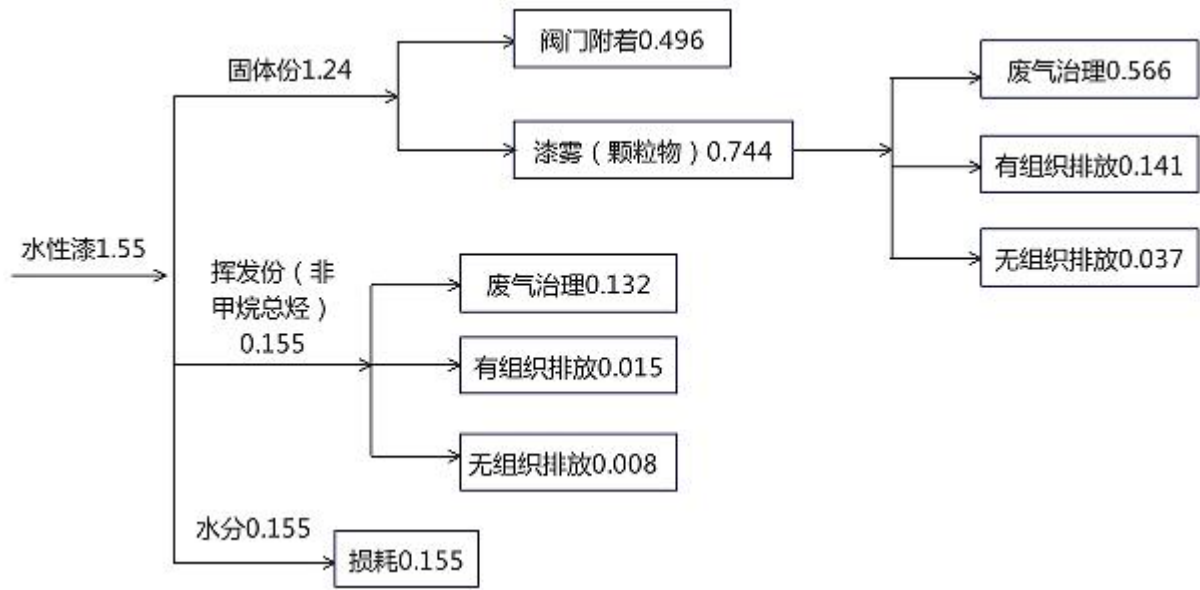 阀门附着0.496
固体份1.24
废气治理0.566
漆雾（颗粒物）0.744
有组织排放0.141
水性漆1.55
无组织排放0.037
挥发份（非
甲烷总烃）
0.155
废气治理0.132
有组织排放0.015
无组织排放0.008
水分0.155
损耗0.155